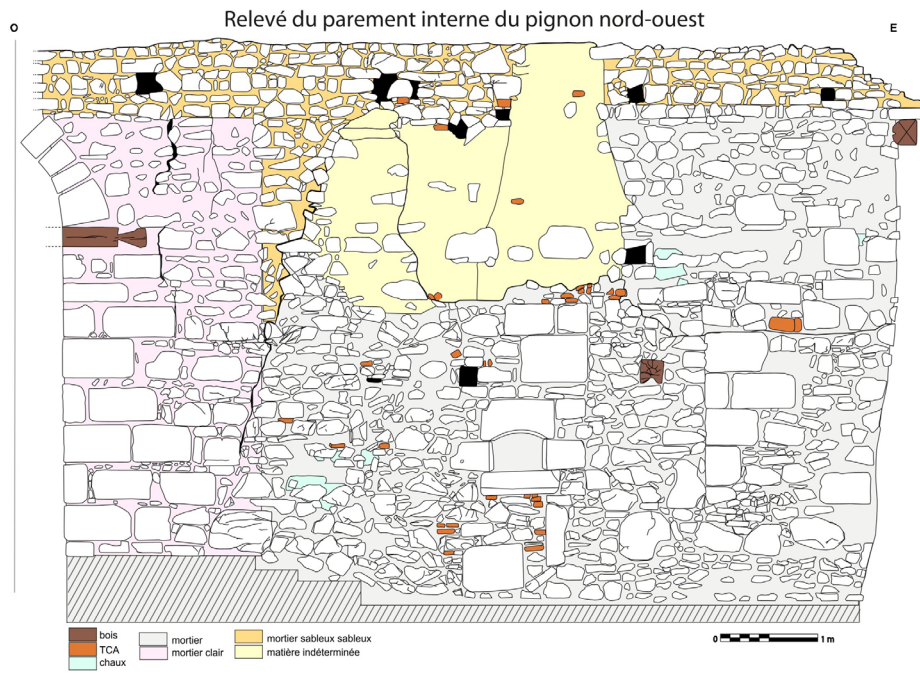 Relevé du parement interne du pignon nord-ouest
O
E
bois
TCA
chaux
mortier
mortier clair
mortier sableux sableux
matière indéterminée
0 1 m